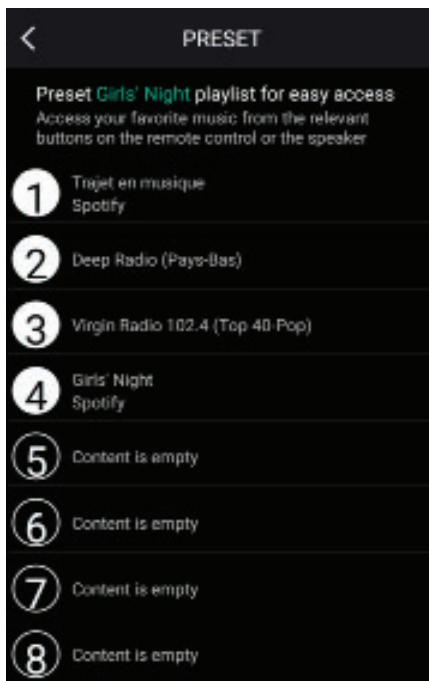 PRESET
Preset Girls' Night playlist for easy access
Access your favorite music from the relevant
buttons on the remote control or the speaker
1 Trajet en musique
Spotify
2 Deep Radio (Pays-Bas)
3 Virgin Radio 102.4 (Top 40-Pop)
4 Girls' Night
Spotify
5 Content is empty
6 Content is empty
7 Content is empty
8 Content is empty